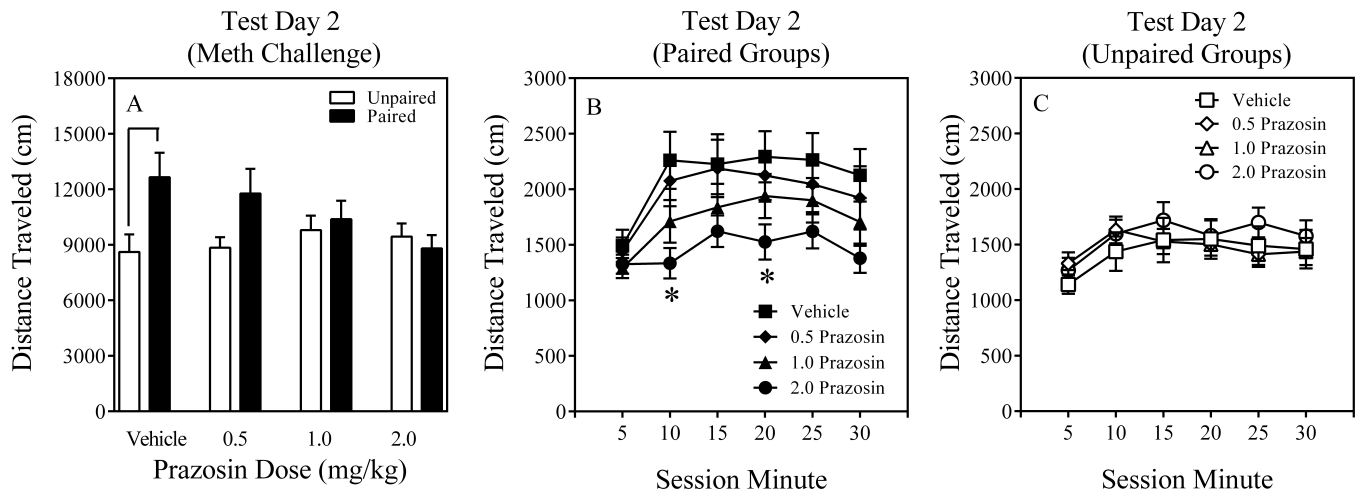 Test Day 2
(Meth Challenge)
18000
15000
12000
9000
6000
3000
0
Distance Traveled (cm)
A
Unpaired
Paired
Vehicle 0.5 1.0 2.0
Prazosin Dose (mg/kg)
Test Day 2
(Paired Groups)
3000
2500
2000
1500
1000
500
0
Distance Traveled (cm)
B
*
*
Vehicle
0.5 Prazosin
1.0 Prazosin
2.0 Prazosin
5 10 15 20 25 30
Session Minute
Test Day 2
(Unpaired Groups)
3000
2500
2000
1500
1000
500
0
Distance Traveled (cm)
C
Vehicle
0.5 Prazosin
1.0 Prazosin
2.0 Prazosin
5 10 15 20 25 30
Session Minute